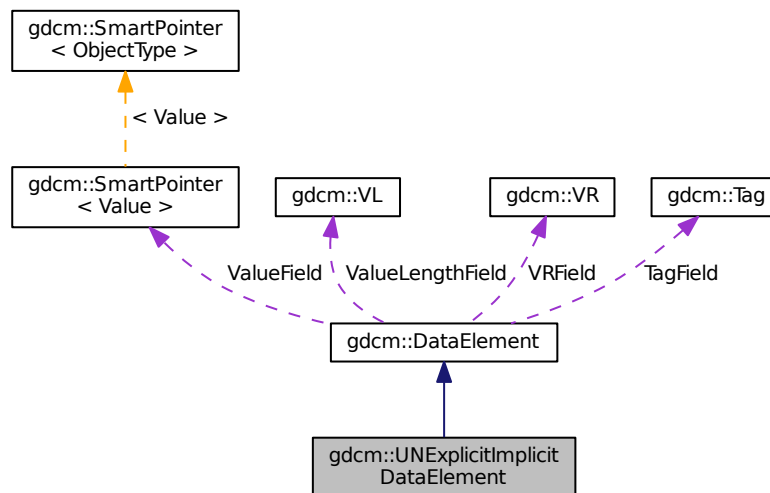 gdcm::SmartPointer
< ObjectType >
< Value >
gdcm::SmartPointer
< Value >
gdcm::VL
gdcm::VR
gdcm::Tag
ValueField
ValueLengthField
VRField
TagField
gdcm::DataElement
gdcm::UNExplicitImplicit
DataElement